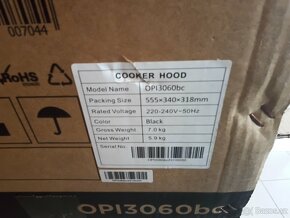 007044
RoHS
COOKER HOOD
Model Name OPI3060bc
Packing Size 555×340×318mm
Rated Voltage 220-240V~50Hz
Color Black
Gross Weight 7.0 kg
Net Weight 5.9 kg
Serial No.
OPI3060bc